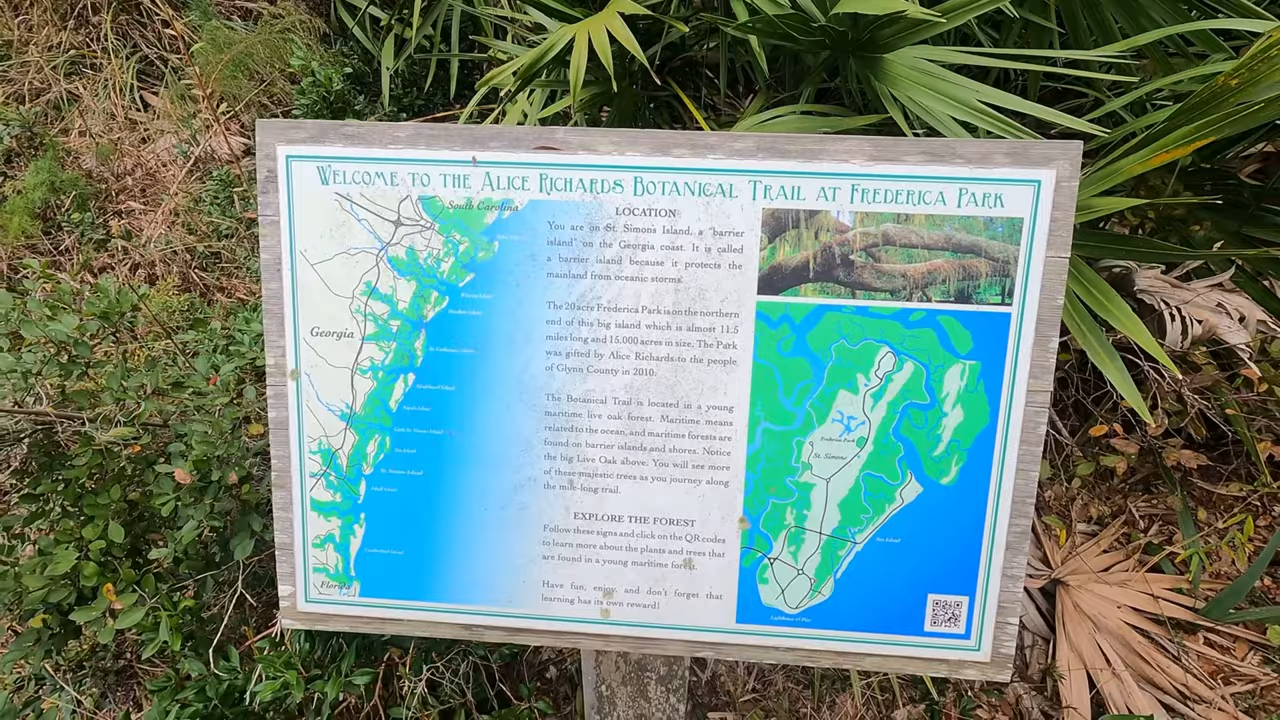 Welcome to the Alice Richards Botanical Trail at Frederica Park
South Carolina
Georgia
Florida
LOCATION
You are on St. Simons Island, a "barrier
island" on the Georgia coast. It is called
a barrier island because it protects the
mainland from oceanic storms.
The 20 acre Frederica Park is on the northern
end of this big island which is almost 11.5
miles long and 15,000 acres in size. The Park
was gifted by Alice Richards to the people
of Glynn County in 2010.
The Botanical Trail is located in a young
maritime live oak forest. Maritime means
related to the ocean, and maritime forests are
found on barrier islands and shores. Notice
the big Live Oak above. You will see more
of these majestic trees as you journey along
the mile-long trail.
EXPLORE THE FOREST
Follow these signs and click on the QR codes
to learn more about the plants and trees that
are found in a young maritime forest.
Have fun, enjoy, and don't forget that
learning has its own reward!
Frederica Park
St. Simons
Sea Island
Lighthouse & Pier